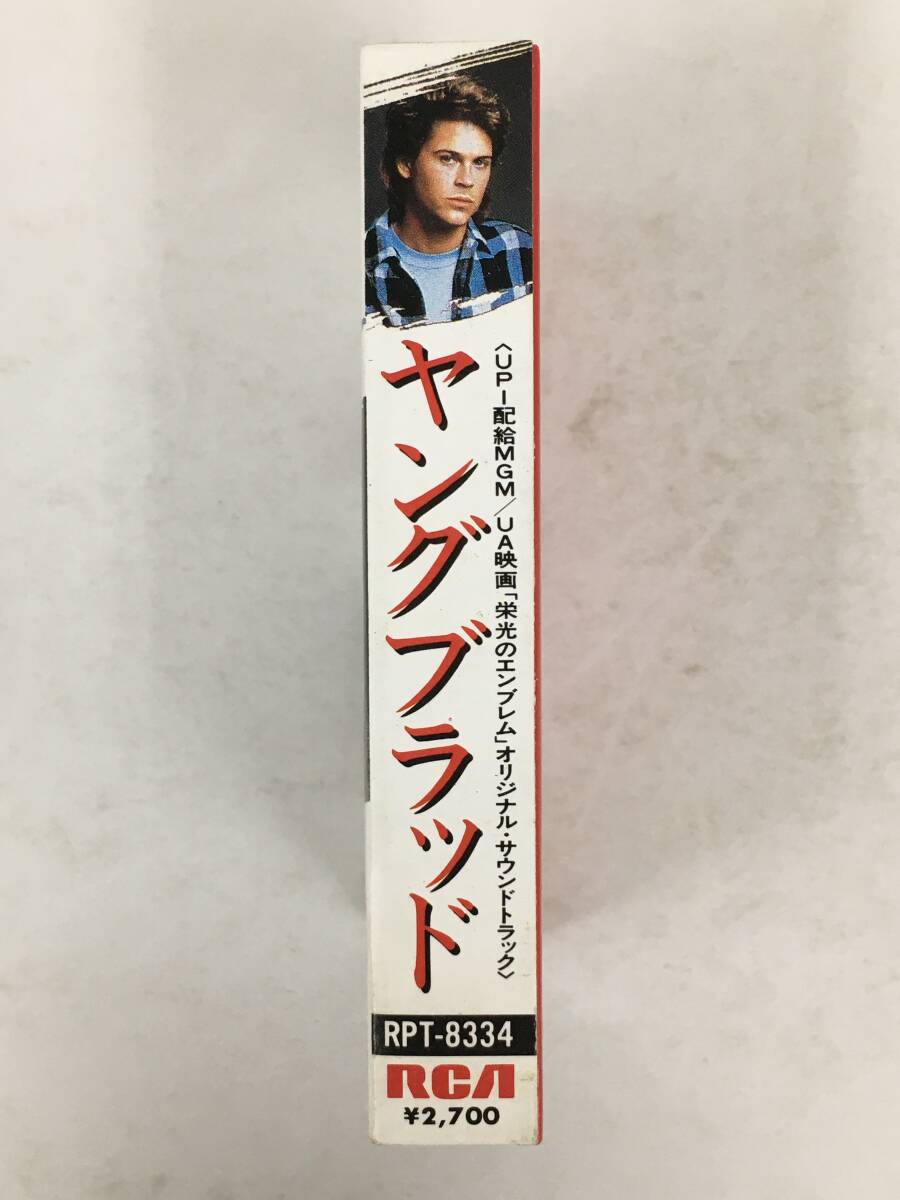 ヤングブラッド
〈UPI配給MGM/UA映画「栄光のエンブレム」オリジナル・サウンドトラック〉
RPT-8334
RCA
¥2,700